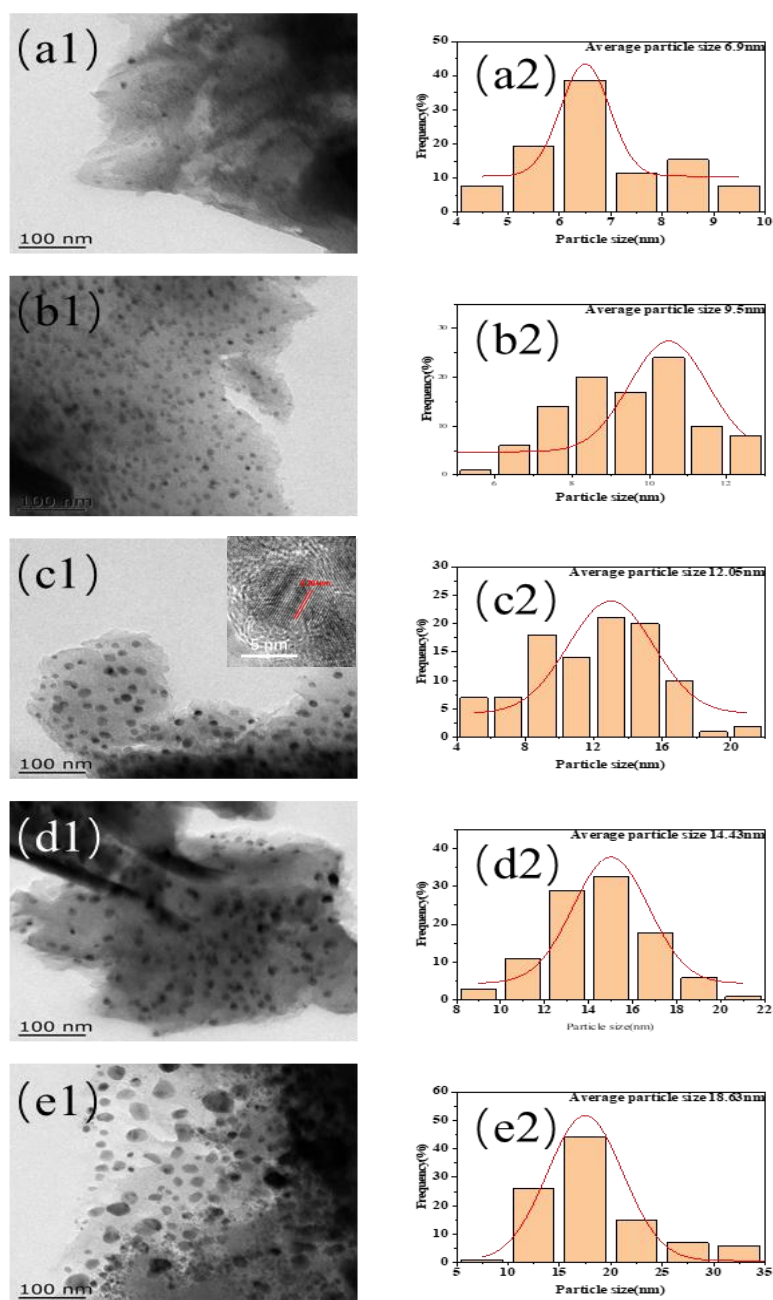 (a1)
100 nm
Average particle size 6.9nm
(a2)
Frequency(%)
50
40
30
20
10
0
4 5 6 7 8 9 10
Particle size(nm)
(b1)
100 nm
Average particle size 9.5nm
(b2)
Frequency(%)
30
20
10
0
6 8 10 12
Particle size(nm)
(c1)
5 nm
100 nm
Average particle size 12.05nm
(c2)
Frequency(%)
30
25
20
15
10
5
0
4 8 12 16 20
Particle size(nm)
(d1)
100 nm
Average particle size 14.43nm
(d2)
Frequency(%)
40
30
20
10
0
8 10 12 14 16 18 20 22
Particle size(nm)
(e1)
100 nm
Average particle size 18.63nm
(e2)
Frequency(%)
60
50
40
30
20
10
0
5 10 15 20 25 30 35
Particle size(nm)